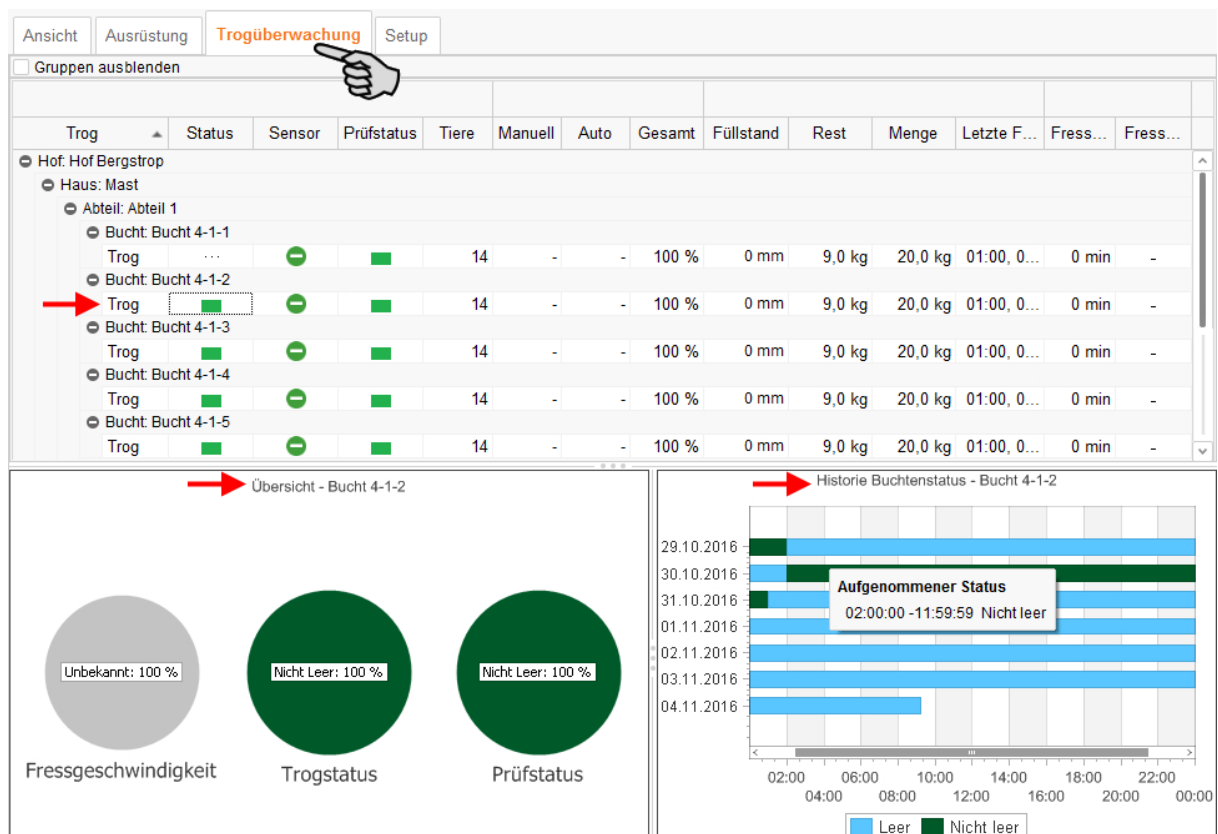 Ansicht Ausrüstung Trogüberwachung Setup
Gruppen ausblenden
Trog Status Sensor Prüfstatus Tiere Manuell Auto Gesamt Füllstand Rest Menge Letzte F... Fress... Fress...
Hof: Hof Bergstrop
Haus: Mast
Abteil: Abteil 1
Bucht: Bucht 4-1-1
Trog ... 14 - - 100 % 0 mm 9,0 kg 20,0 kg 01:00, 0... 0 min -
Bucht: Bucht 4-1-2
Trog 14 - - 100 % 0 mm 9,0 kg 20,0 kg 01:00, 0... 0 min -
Bucht: Bucht 4-1-3
Trog 14 - - 100 % 0 mm 9,0 kg 20,0 kg 01:00, 0... 0 min -
Bucht: Bucht 4-1-4
Trog 14 - - 100 % 0 mm 9,0 kg 20,0 kg 01:00, 0... 0 min -
Bucht: Bucht 4-1-5
Trog 14 - - 100 % 0 mm 9,0 kg 20,0 kg 01:00, 0... 0 min -
Übersicht - Bucht 4-1-2
Unbekannt: 100 % Nicht Leer: 100 % Nicht Leer: 100 %
Fressgeschwindigkeit Trogstatus Prüfstatus
Historie Buchtenstatus - Bucht 4-1-2
29.10.2016
30.10.2016
31.10.2016
01.11.2016
02.11.2016
03.11.2016
04.11.2016
Aufgenommener Status
02:00:00 -11:59:59 Nicht leer
02:00 06:00 10:00 14:00 18:00 22:00
04:00 08:00 12:00 16:00 20:00 00:00
Leer Nicht leer